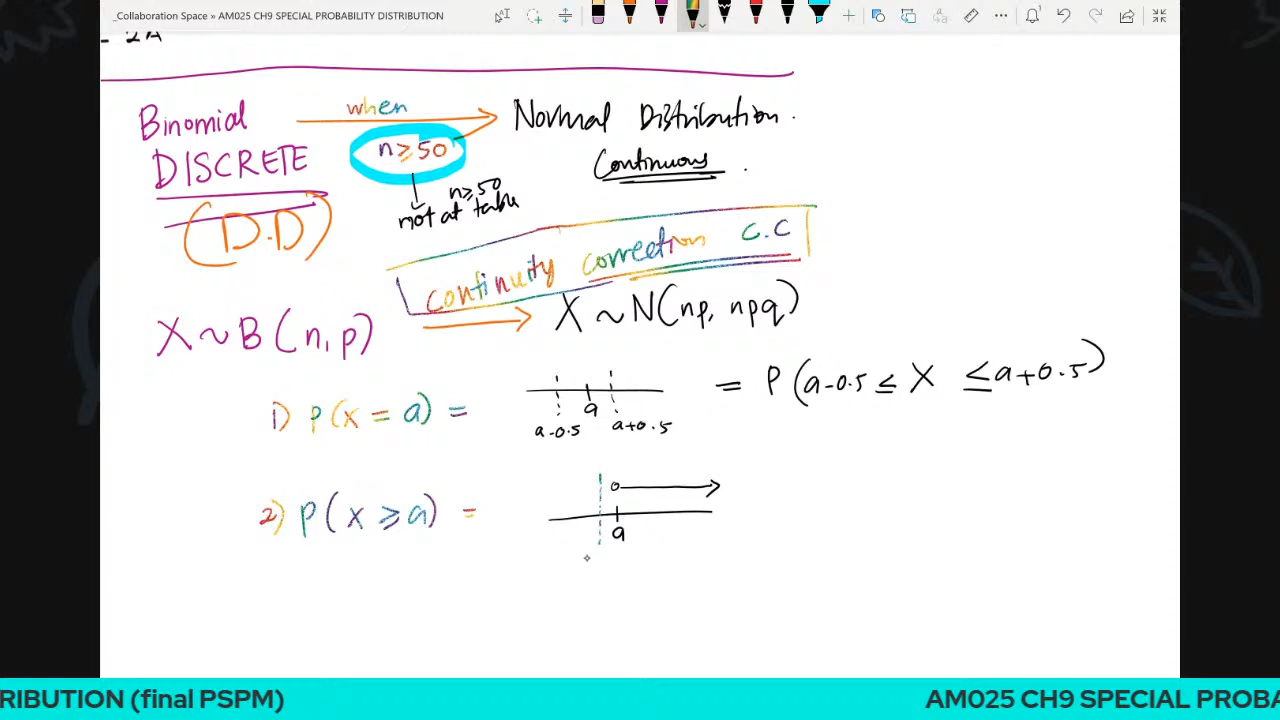 _Collaboration Space » AM025 CH9 SPECIAL PROBABILITY DISTRIBUTION
2A
Binomial when Normal Distribution.
DISCRETE n ≥ 50 Continuous.
n ≥ 50
(D.D) not at table
continuity correction C.C
X ~ B(n, p) X ~ N(np, npq)
1) P(X = a) = a = P(a-0.5 ≤ X ≤ a+0.5)
a-0.5 a+0.5
2) P(X ≥ a) =
a
RIBUTION (final PSPM) AM025 CH9 SPECIAL PROBA